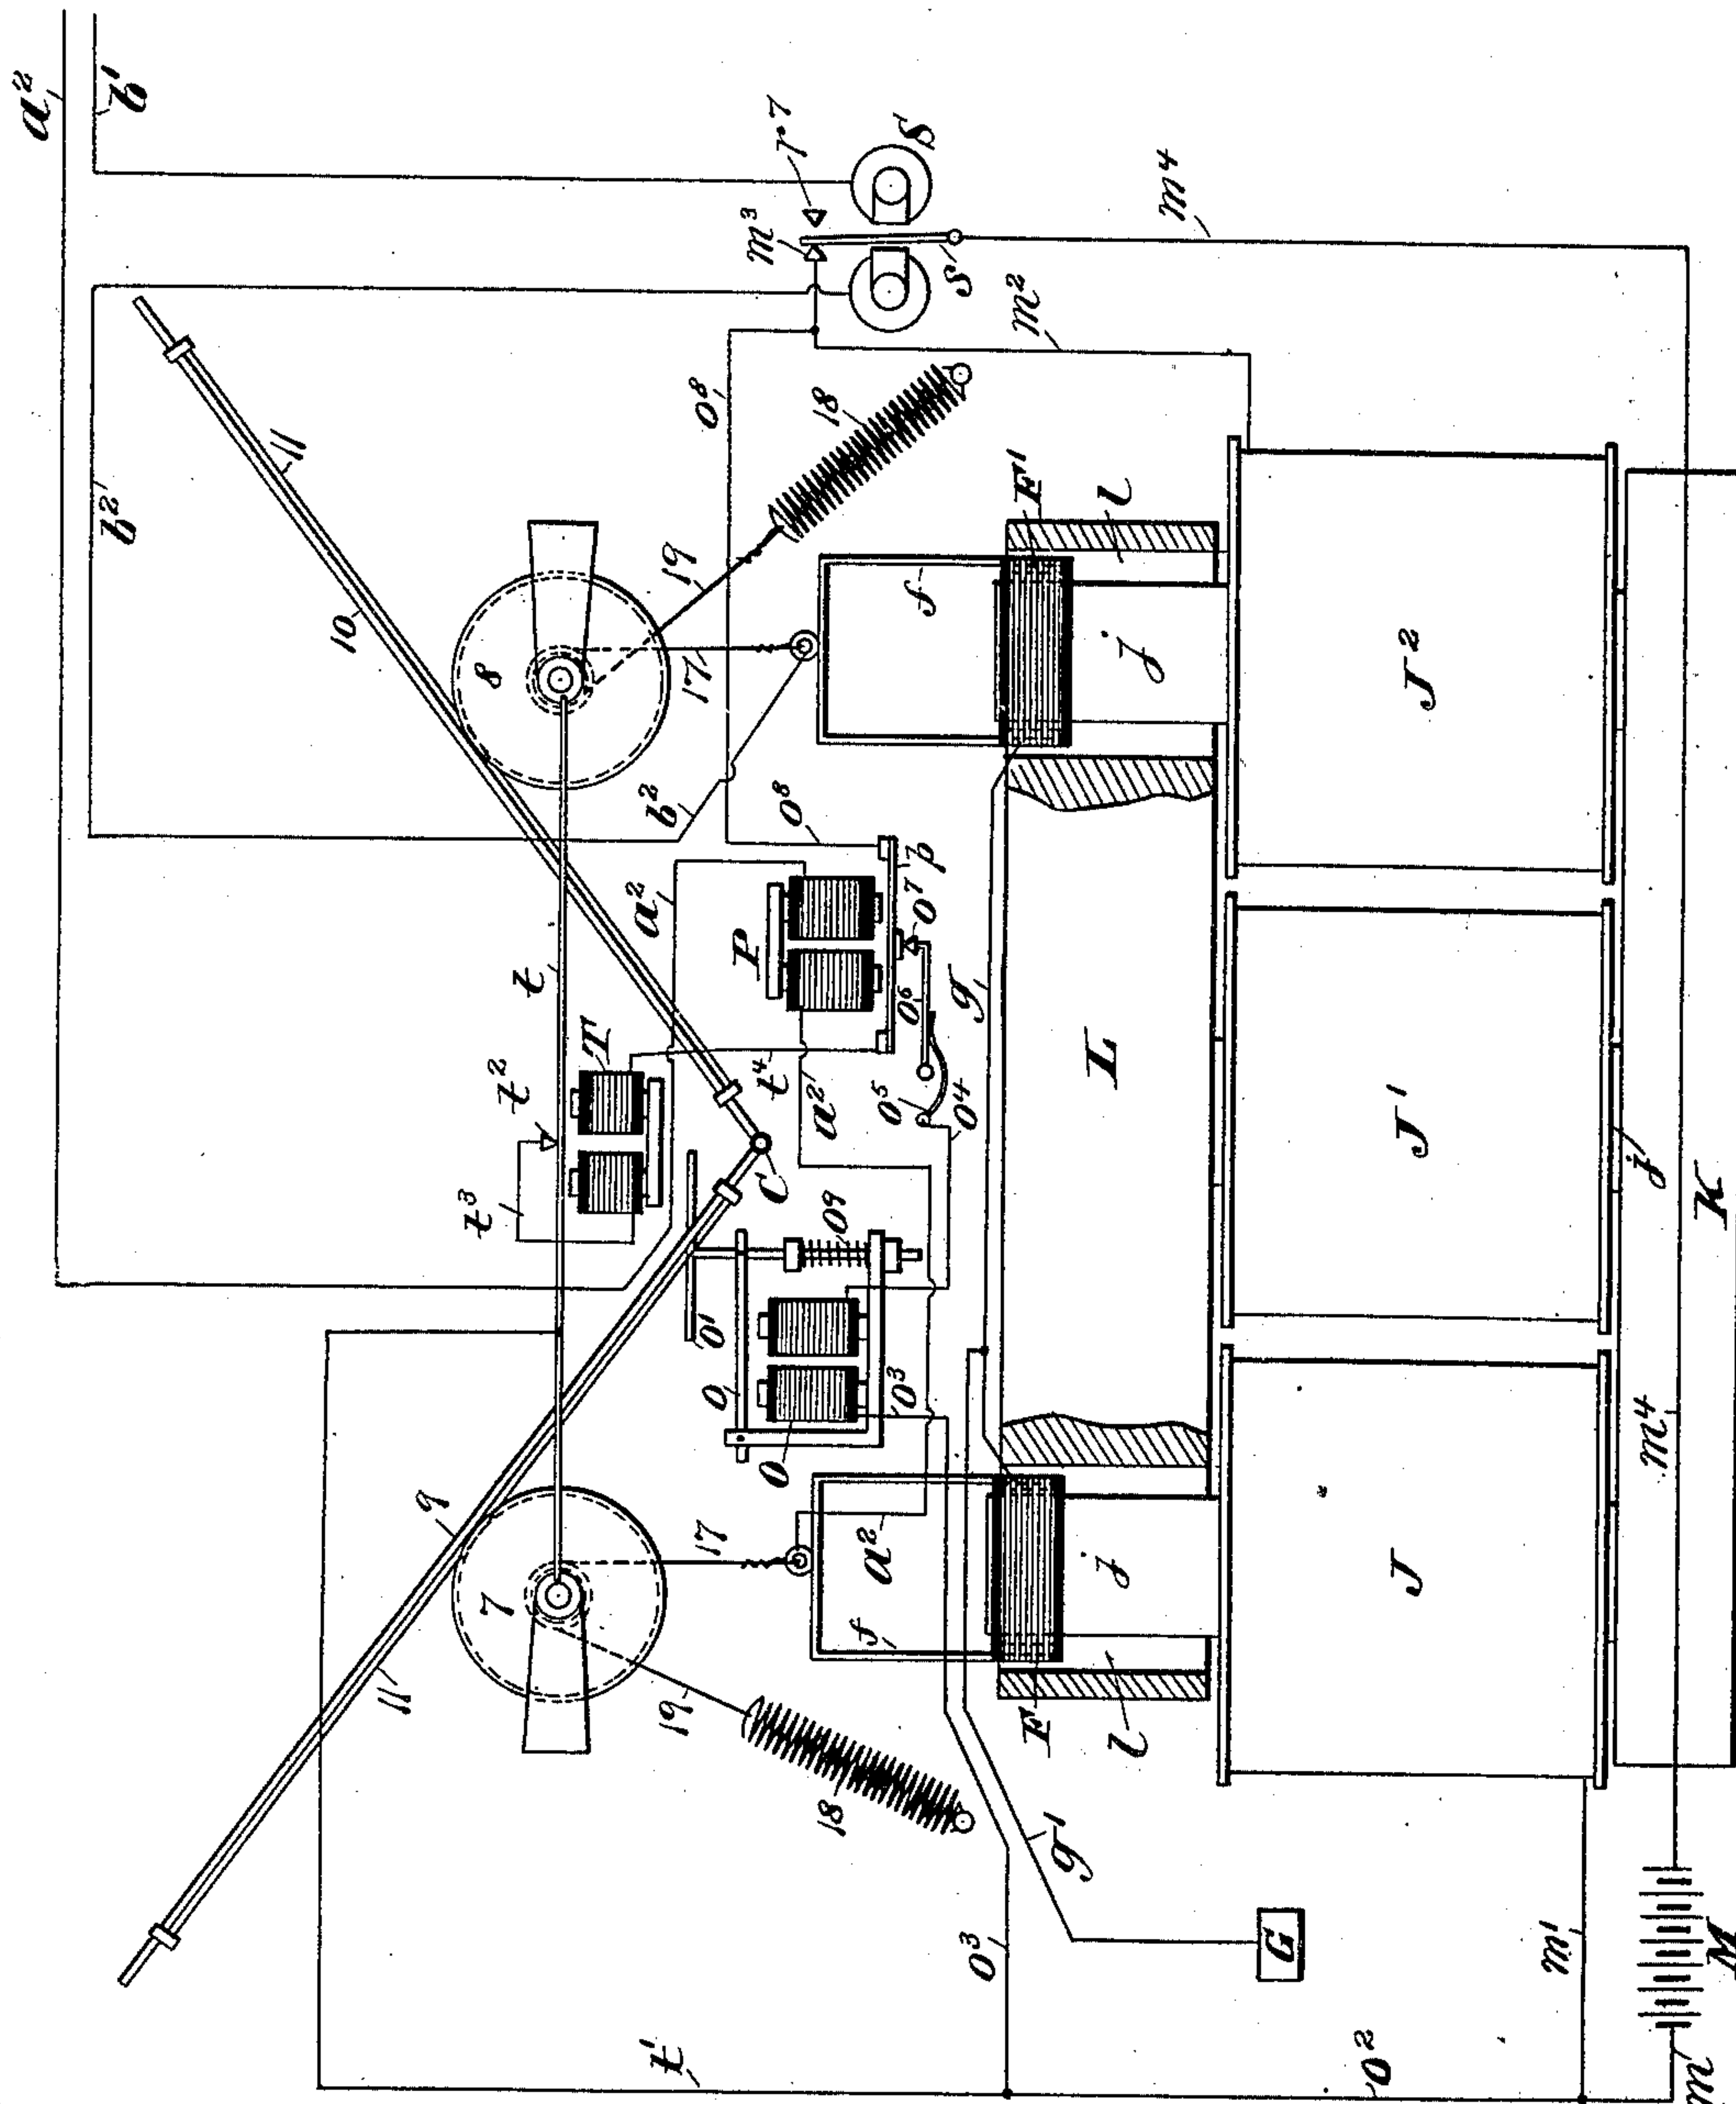 a²
b'
b²
11
10
r⁷
m³
S'
S
m⁴
m²
o⁸
18
19
8
17
b²
f
F'
l
j
J²
t
a²
P
o⁸
p
o⁷
o⁶
g
t²
T
t⁴
a²
o⁵
o⁴
L
J'
j'
K
t³
C
o⁹
o'
o
O
o³
9
7
17
a²
f
F
j
J
l
m⁴
11
19
18
g'
o³
G
m'
M
t'
o²
m